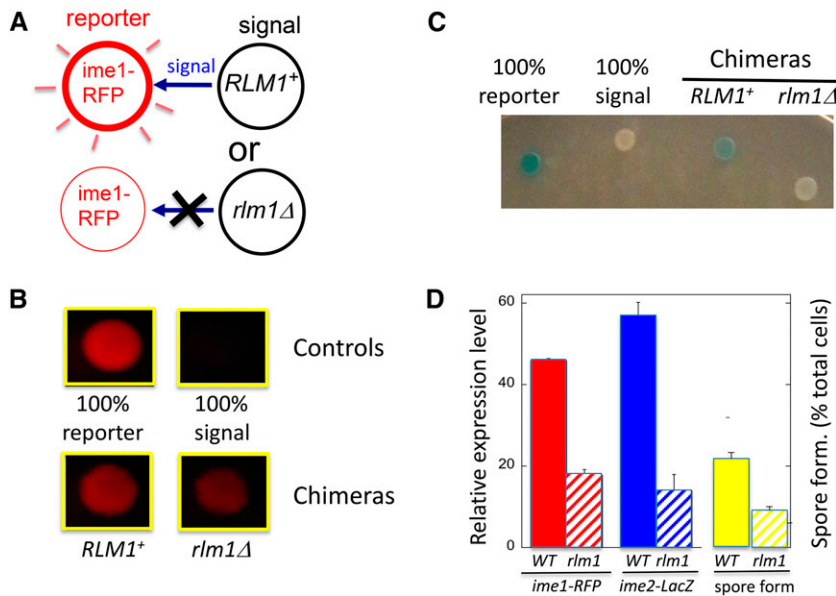 A
reporter
signal
ime1-
RFP
signal
RLM1+
or
ime1-
RFP
rlm1Δ
B
Controls
100%
reporter
100%
signal
Chimeras
RLM1+
rlm1Δ
C
100%
reporter
100%
signal
Chimeras
RLM1+
rlm1Δ
D
Relative expression level
60
40
20
0
WT rlm1
WT rlm1
WT rlm1
ime1-RFP
ime2-LacZ
spore form
Spore form. (% total cells)